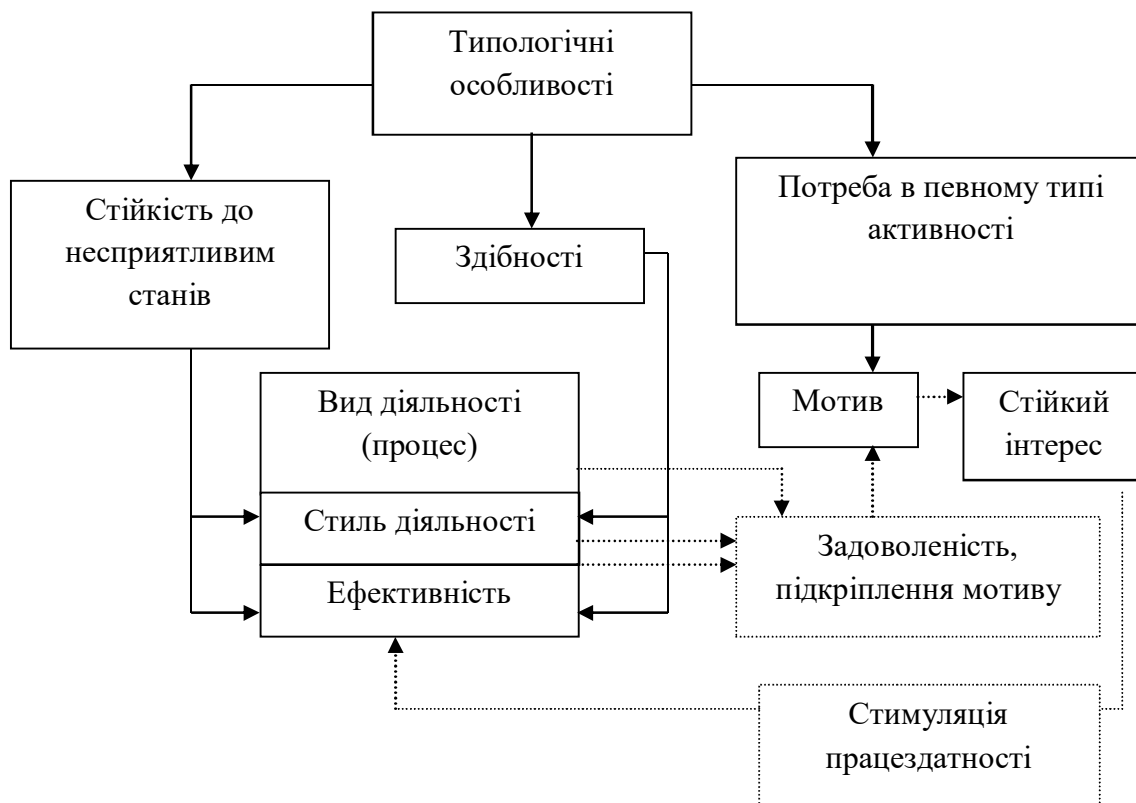 Типологічні
особливості
Стійкість до
несприятливим
станів
Здібності
Потреба в певному типі
активності
Вид діяльності
(процес)
Мотив
Стійкий
інтерес
Стиль діяльності
Ефективність
Задоволеність,
підкріплення мотиву
Стимуляція
працездатності